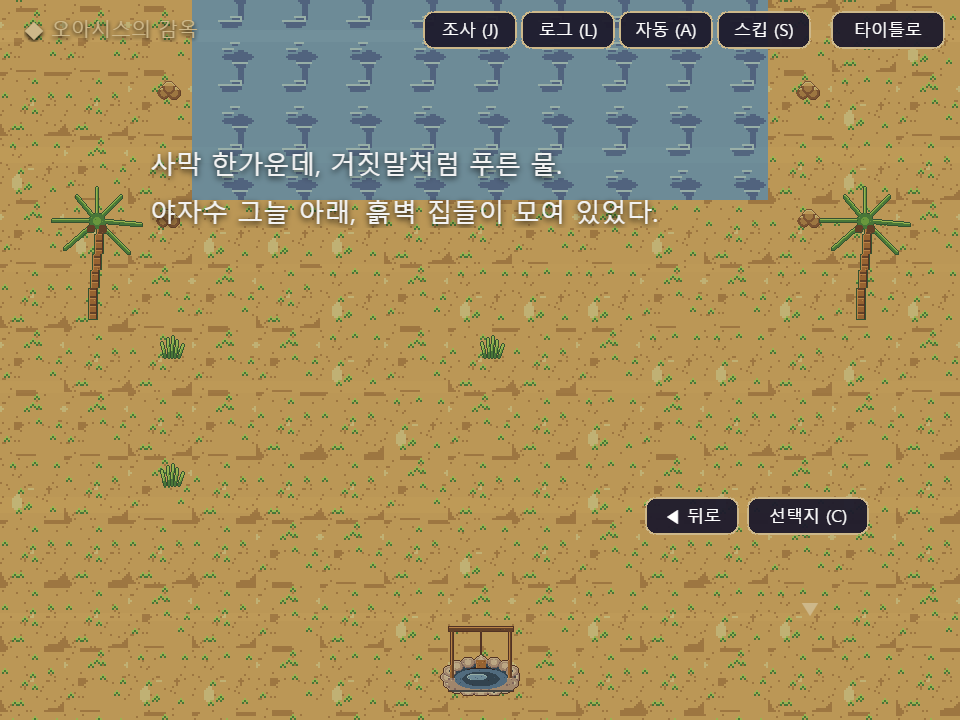 ◆ 오아시스의 감옥
조사 (J)
로그 (L)
자동 (A)
스킵 (S)
타이틀로
사막 한가운데, 거짓말처럼 푸른 물.
야자수 그늘 아래, 흙벽 집들이 모여 있었다.
◀ 뒤로
선택지 (C)